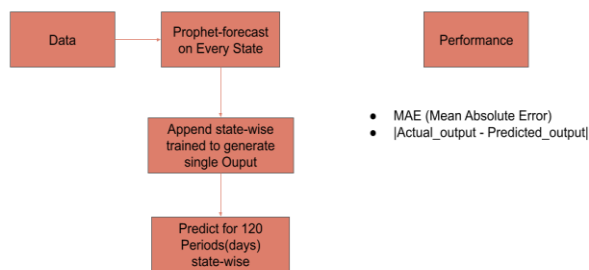 Data
Prophet-forecast
on Every State
Performance
● MAE (Mean Absolute Error)
● |Actual_output - Predicted_output|
Append state-wise
trained to generate
single Ouput
Predict for 120
Periods(days)
state-wise